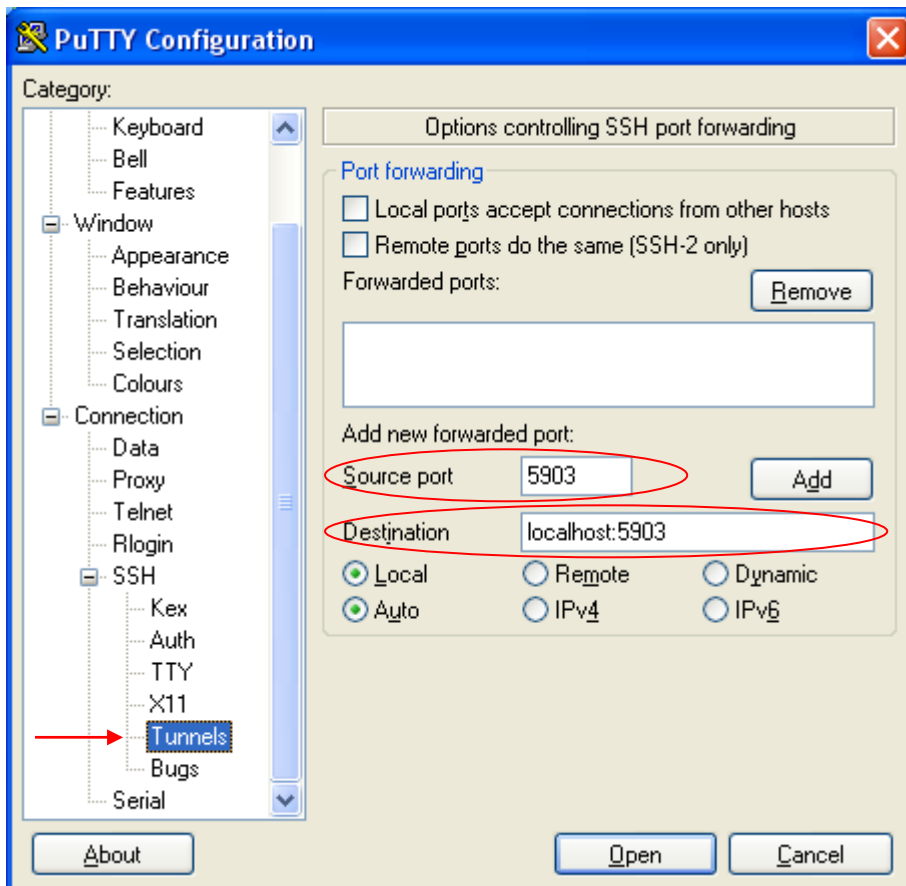 PuTTY Configuration
Category:
Keyboard
Bell
Features
Window
Appearance
Behaviour
Translation
Selection
Colours
Connection
Data
Proxy
Telnet
Rlogin
SSH
Kex
Auth
TTY
X11
Tunnels
Bugs
Serial
Options controlling SSH port forwarding
Port forwarding
Local ports accept connections from other hosts
Remote ports do the same (SSH-2 only)
Forwarded ports:
Remove
Add new forwarded port:
Source port 5903 Add
Destination localhost:5903
Local Remote Dynamic
Auto IPv4 IPv6
About Open Cancel